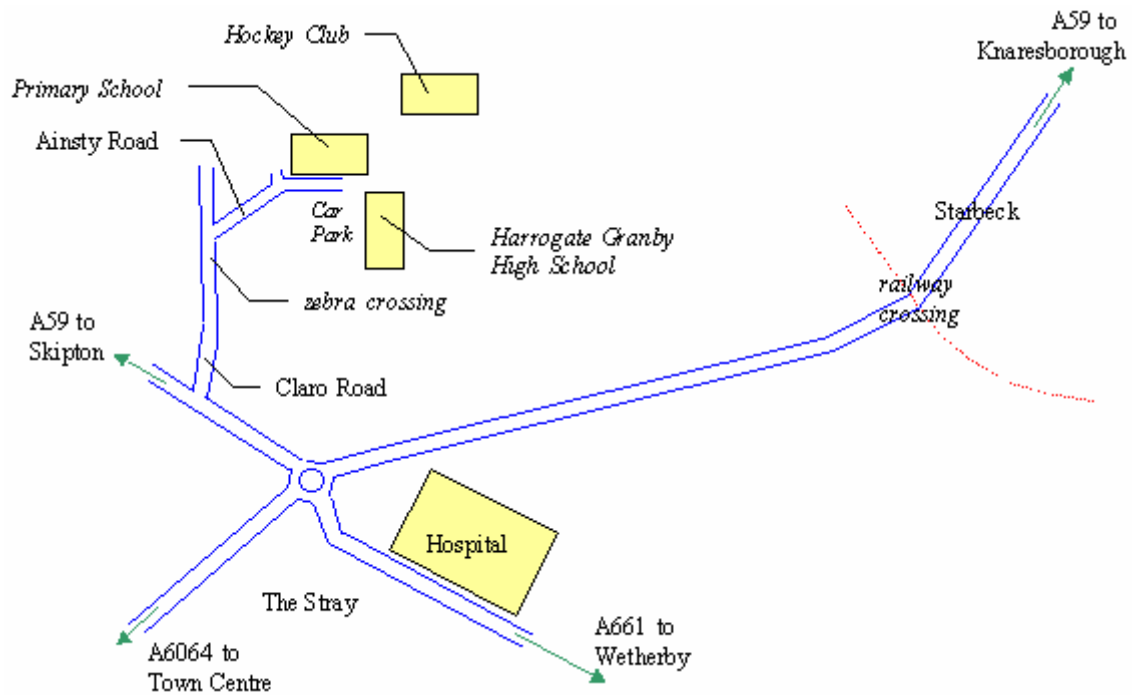 Hockey Club
A59 to
Knaresborough
Primary School
Ainsty Road
Car
Park
Harrogate Granby
High School
Starbeck
zebra crossing
railway
crossing
A59 to
Skipton
Claro Road
Hospital
The Stray
A661 to
Wetherby
A6064 to
Town Centre